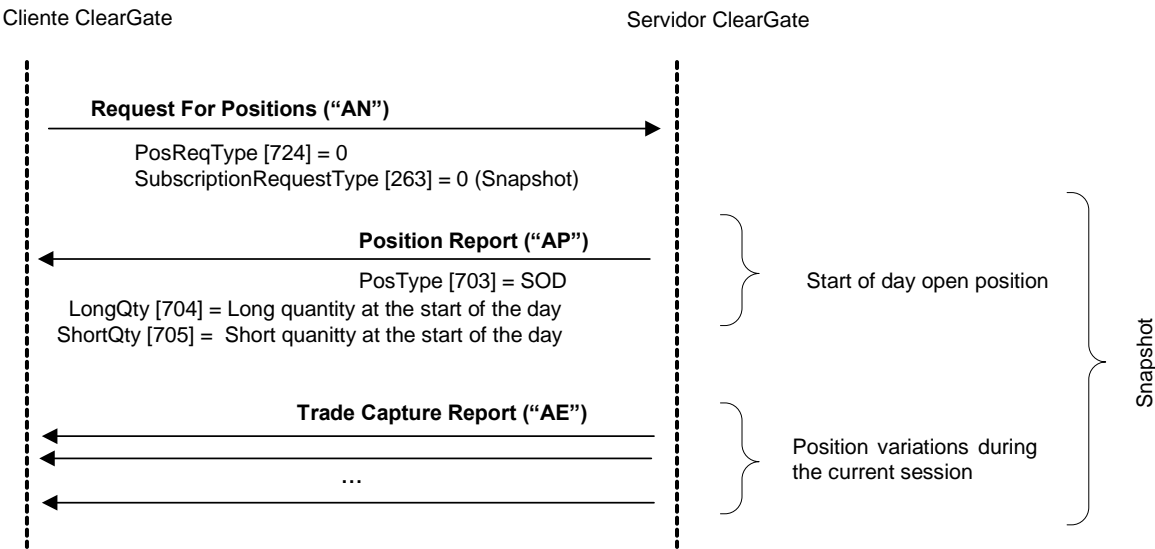 Cliente ClearGate
Servidor ClearGate
Request For Positions (“AN”)
PosReqType [724] = 0
SubscriptionRequestType [263] = 0 (Snapshot)
Position Report (“AP”)
PosType [703] = SOD
LongQty [704] = Long quantity at the start of the day
ShortQty [705] =  Short quanitty at the start of the day
Start of day open position
Snapshot
Trade Capture Report (“AE”)
…
Position variations during
the current session